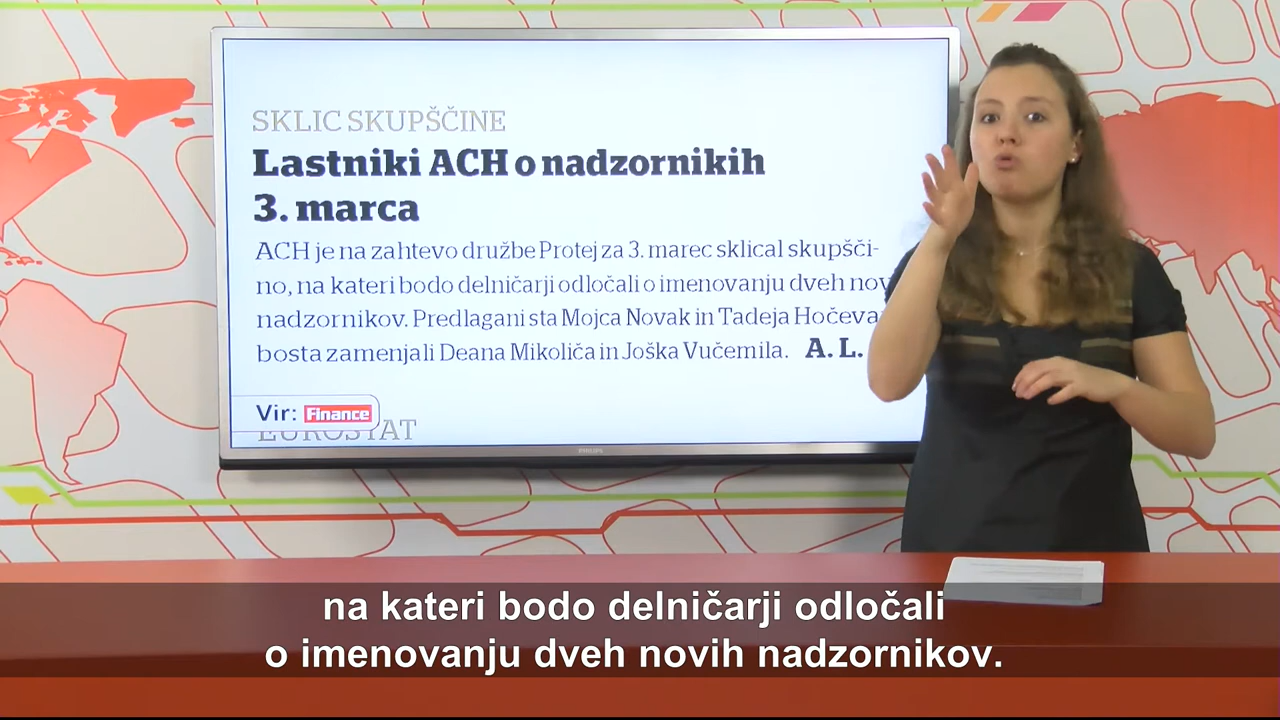 SKLIC SKUPŠČINE
Lastniki ACH o nadzornikih
3. marca
ACH je na zahtevo družbe Protej za 3. marec sklical skupšči-
no, na kateri bodo delničarji odločali o imenovanju dveh nov
nadzornikov. Predlagani sta Mojca Novak in Tadeja Hočeva
bosta zamenjali Deana Mikoliča in Joška Vučemila. A. L.
Vir: Finance
EUROSTAT
PHILIPS
na kateri bodo delničarji odločali
o imenovanju dveh novih nadzornikov.